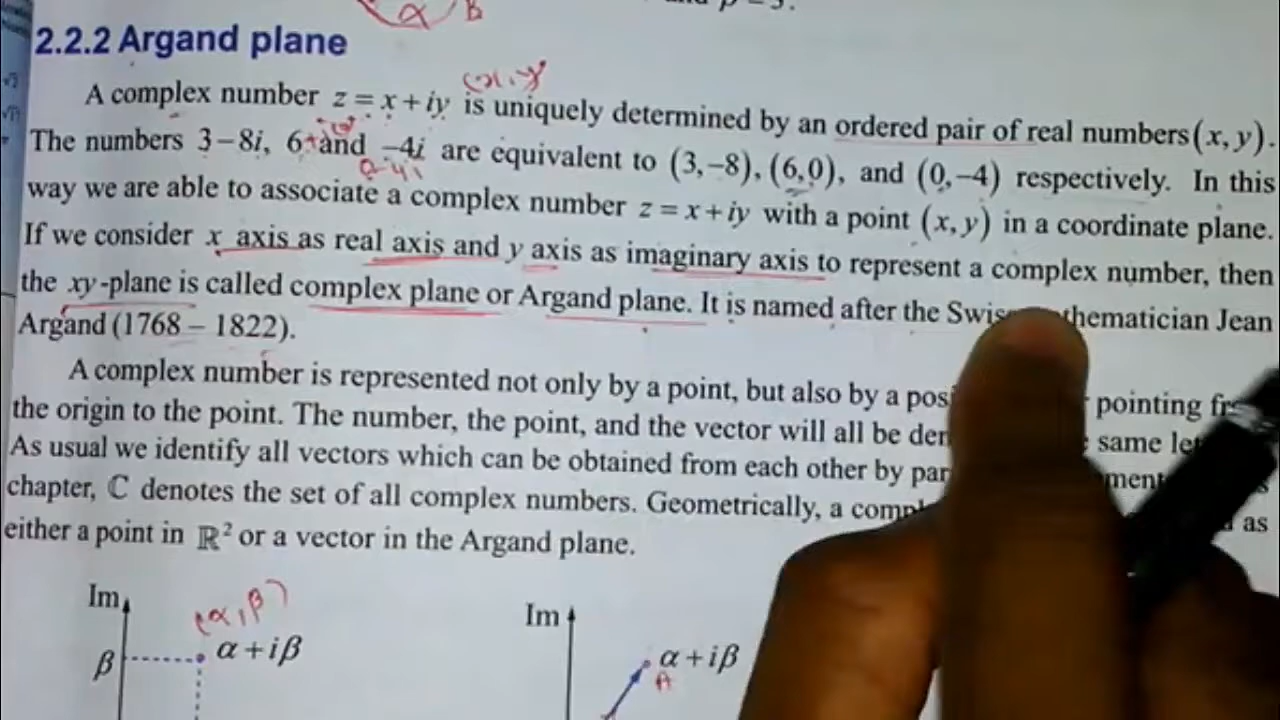 α β
2.2.2 Argand plane
(x, y)
A complex number z = x + iy is uniquely determined by an ordered pair of real numbers (x, y).
The numbers 3 − 8i, 6 and −4i are equivalent to (3, −8), (6, 0), and (0, −4) respectively. In this
0-4i
way we are able to associate a complex number z = x + iy with a point (x, y) in a coordinate plane.
If we consider x axis as real axis and y axis as imaginary axis to represent a complex number, then
the xy-plane is called complex plane or Argand plane. It is named after the Swiss mathematician Jean
Argand (1768 – 1822).
A complex number is represented not only by a point, but also by a pointing
the origin to the point. The number, the point, and the vector will all be same
As usual we identify all vectors which can be obtained from each other by
chapter, ℂ denotes the set of all complex numbers. Geometrically, a as
either a point in ℝ² or a vector in the Argand plane.
Im (α, β) Im
β α + iβ α + iβ
A